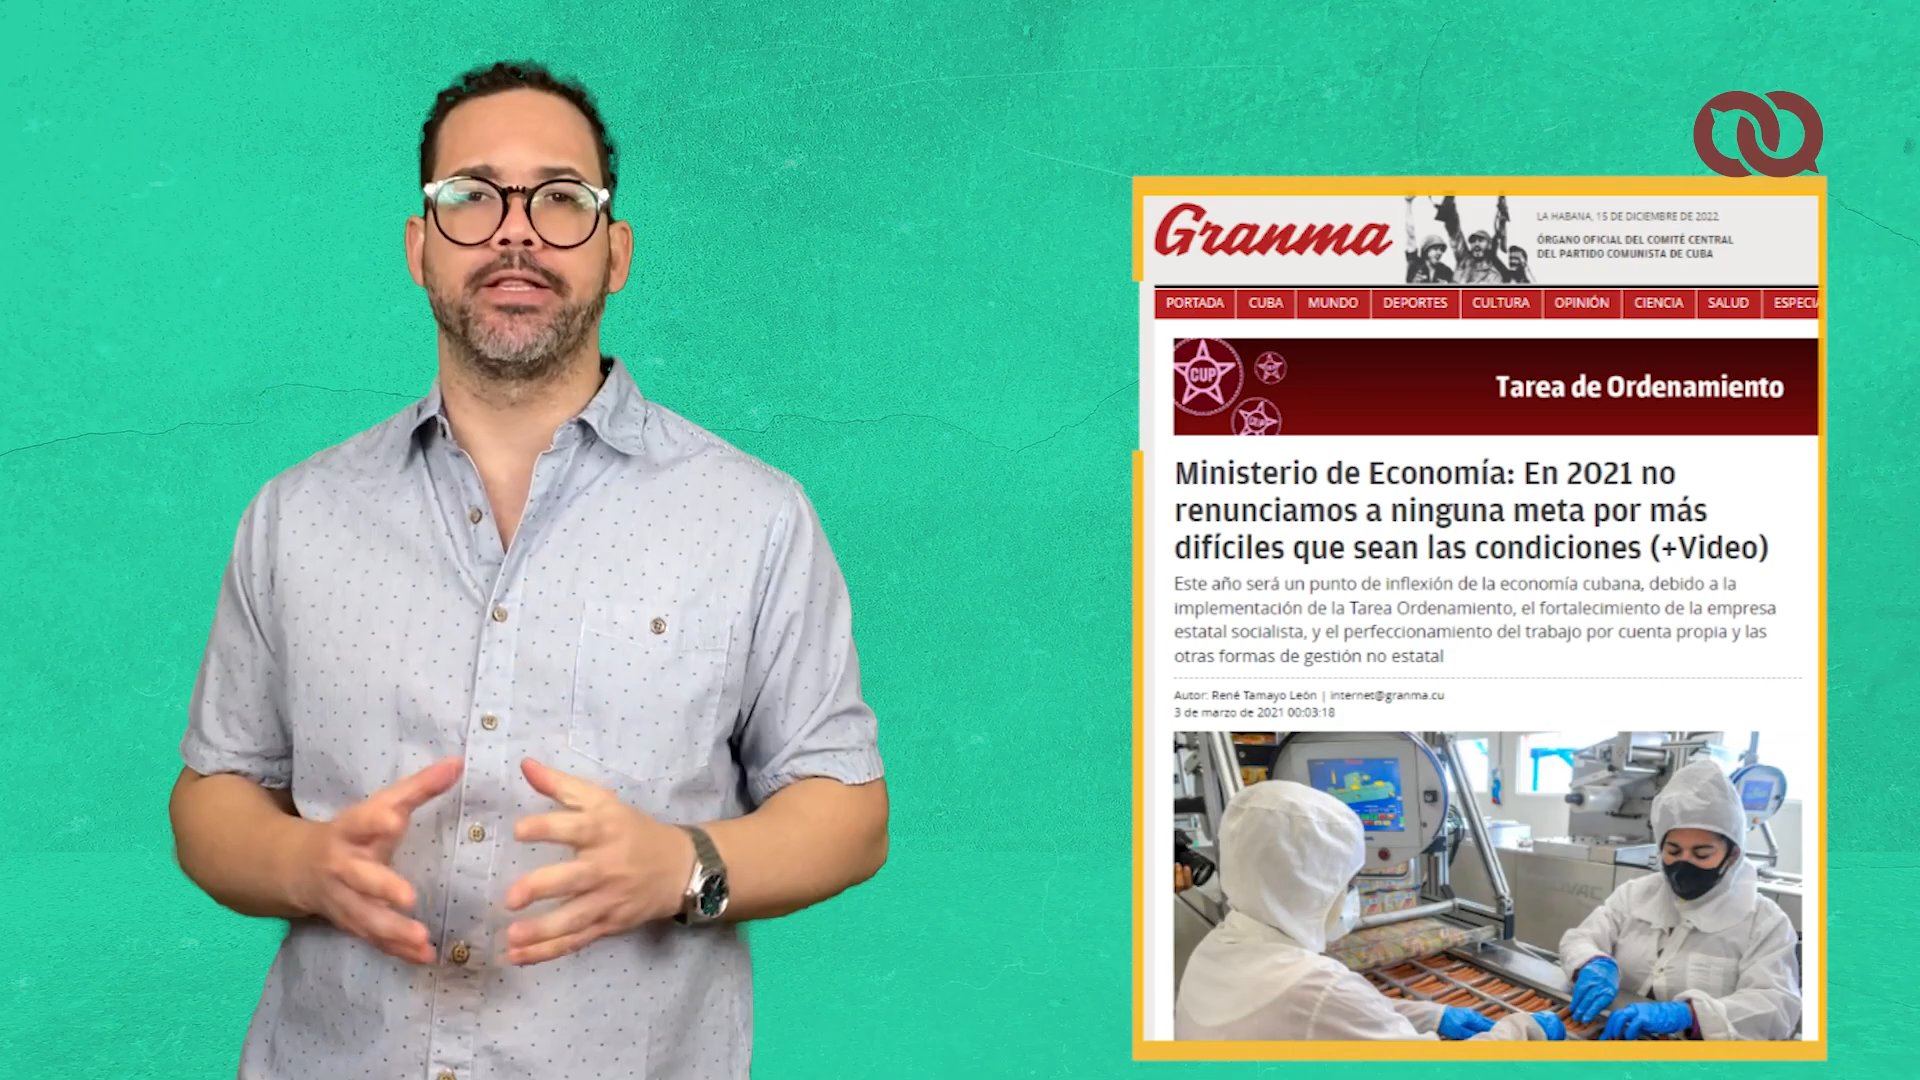 Granma
LA HABANA, 15 DE DICIEMBRE DE 2022
ÓRGANO OFICIAL DEL COMITÉ CENTRAL
DEL PARTIDO COMUNISTA DE CUBA
PORTADA CUBA MUNDO DEPORTES CULTURA OPINIÓN CIENCIA SALUD ESPECIA
CUP
Tarea de Ordenamiento
Ministerio de Economía: En 2021 no
renunciamos a ninguna meta por más
difíciles que sean las condiciones (+Video)
Este año será un punto de inflexión de la economía cubana, debido a la
implementación de la Tarea Ordenamiento, el fortalecimiento de la empresa
estatal socialista, y el perfeccionamiento del trabajo por cuenta propia y las
otras formas de gestión no estatal
Autor: René Tamayo León | internet@granma.cu
3 de marzo de 2021 00:03:18